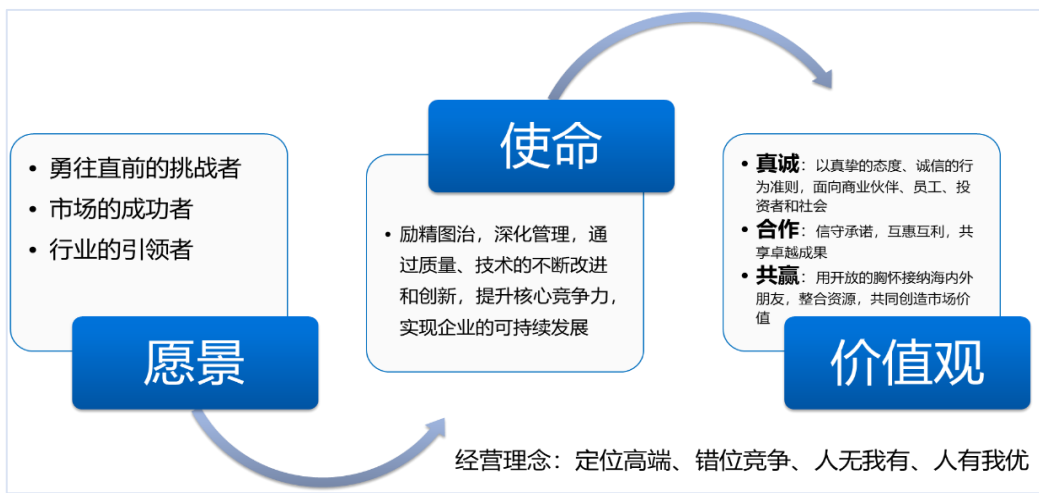 • 勇往直前的挑战者
• 市场的成功者
• 行业的引领者
愿景
使命
• 励精图治，深化管理，通
过质量、技术的不断改进
和创新，提升核心竞争力，
实现企业的可持续发展
• 真诚：以真挚的态度、诚信的行
为准则，面向商业伙伴、员工、投
资者和社会
• 合作：信守承诺，互惠互利，共
享卓越成果
• 共赢：用开放的胸怀接纳海内外
朋友，整合资源，共同创造市场价
值
价值观
经营理念：定位高端、错位竞争、人无我有、人有我优